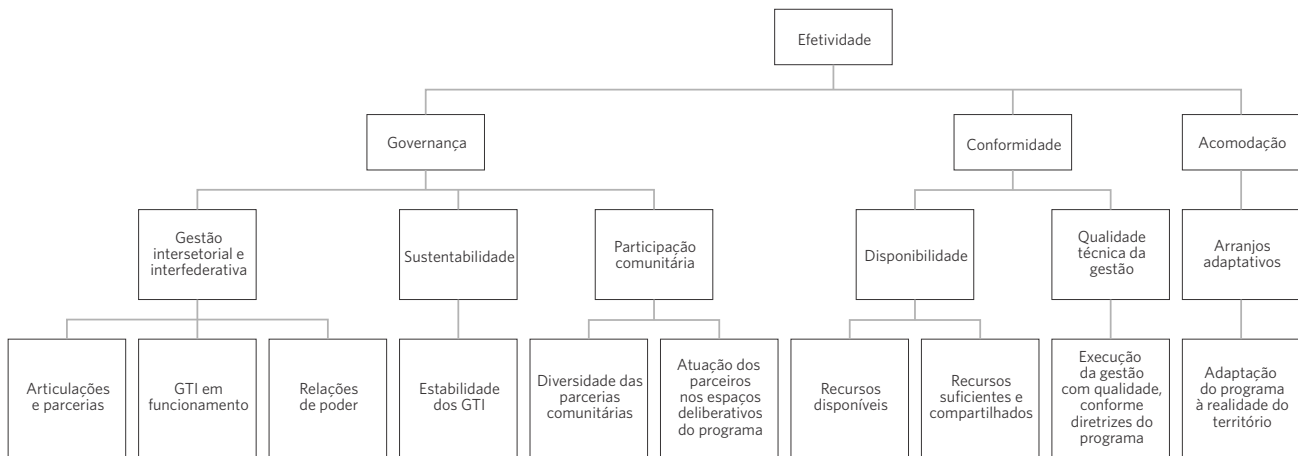 Efetividade
Governança
Conformidade
Acomodação
Gestão
intersetorial e
interfederativa
Sustentabilidade
Participação
comunitária
Disponibilidade
Qualidade
técnica da
gestão
Arranjos
adaptativos
Articulações
e parcerias
GTI em
funcionamento
Relações
de poder
Estabilidade
dos GTI
Diversidade das
parcerias
comunitárias
Atuação dos
parceiros
nos espaços
deliberativos
do programa
Recursos
disponíveis
Recursos
suficientes e
compartilhados
Execução
da gestão
com qualidade,
conforme
diretrizes do
programa
Adaptação
do programa
à realidade do
território